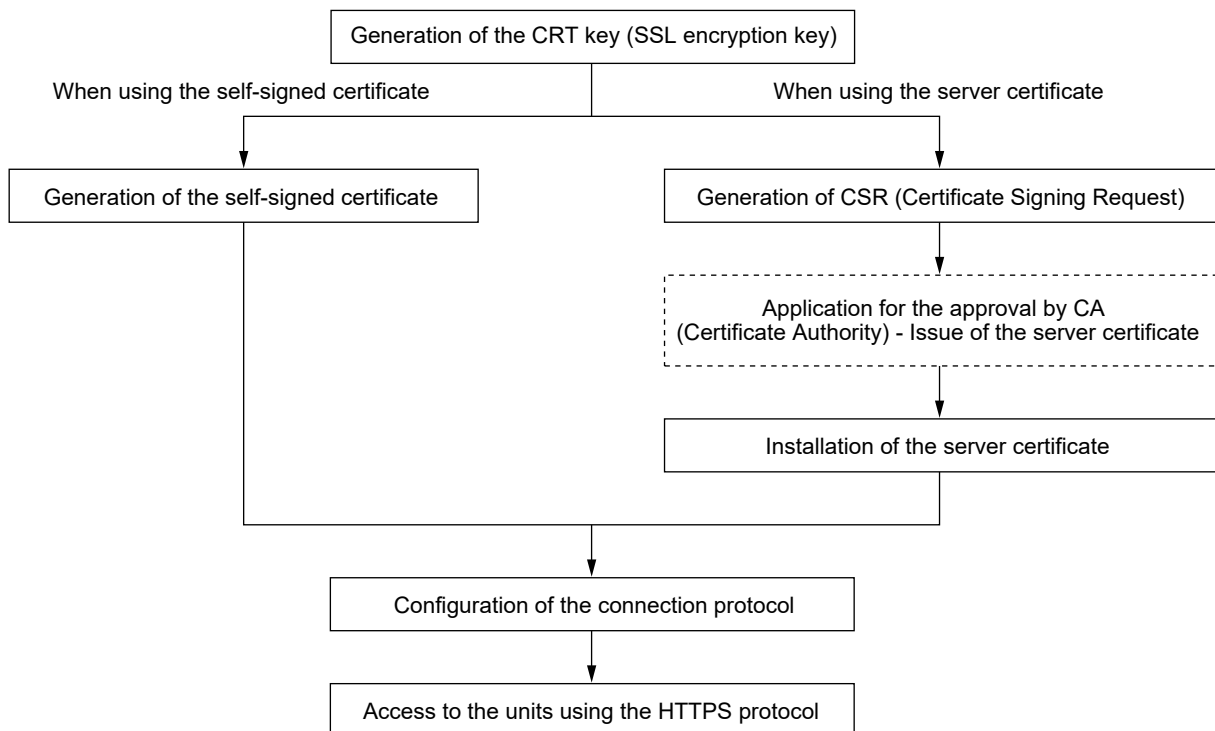 Generation of the CRT key (SSL encryption key)
When using the self-signed certificate
When using the server certificate
Generation of the self-signed certificate
Generation of CSR (Certificate Signing Request)
Application for the approval by CA
(Certificate Authority) - Issue of the server certificate
Installation of the server certificate
Configuration of the connection protocol
Access to the units using the HTTPS protocol